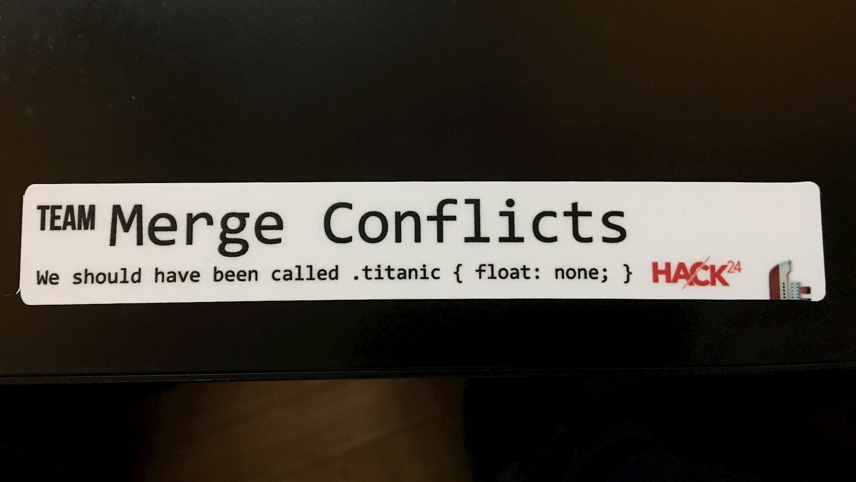 TEAM Merge Conflicts
We should have been called .titanic { float: none; } HACK24